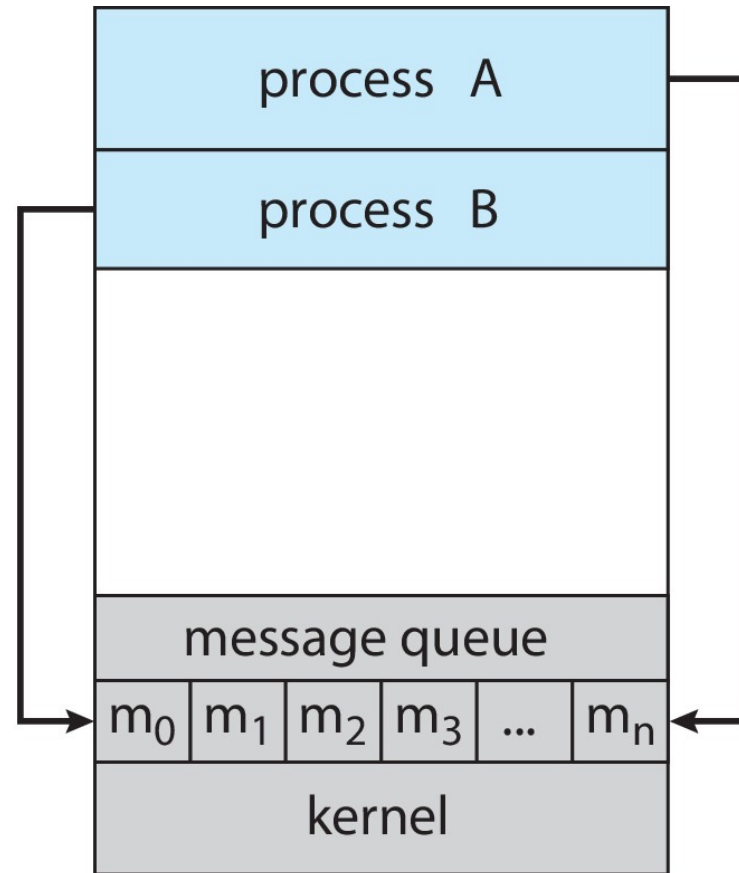 process A
process B
message queue
m₀ m₁ m₂ m₃ ... mₙ
kernel